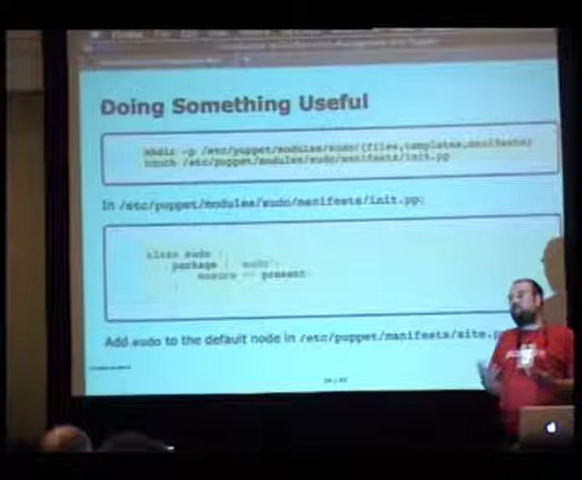 Doing Something Useful
mkdir -p /etc/puppet/modules/sudo/{files,templates,manifests}
touch /etc/puppet/modules/sudo/manifests/init.pp
In /etc/puppet/modules/sudo/manifests/init.pp:
class sudo {
package { 'sudo':
ensure => present
Add sudo to the default node in /etc/puppet/manifests/site.p